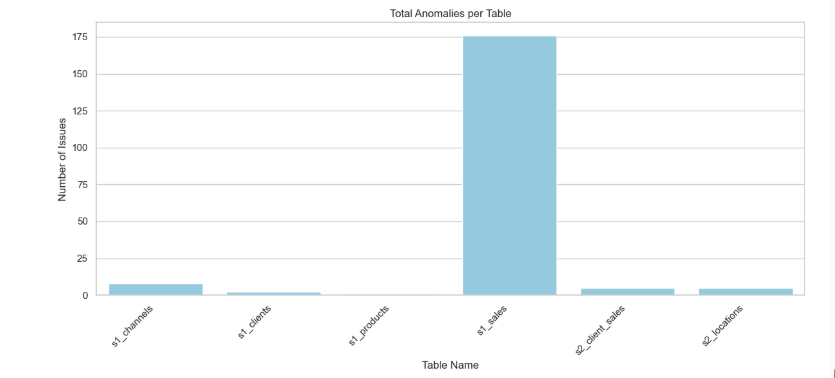 Total Anomalies per Table
Number of Issues
175
150
125
100
75
50
25
0
s1_channels
s1_clients
s1_products
s1_sales
s2_client_sales
s2_locations
Table Name